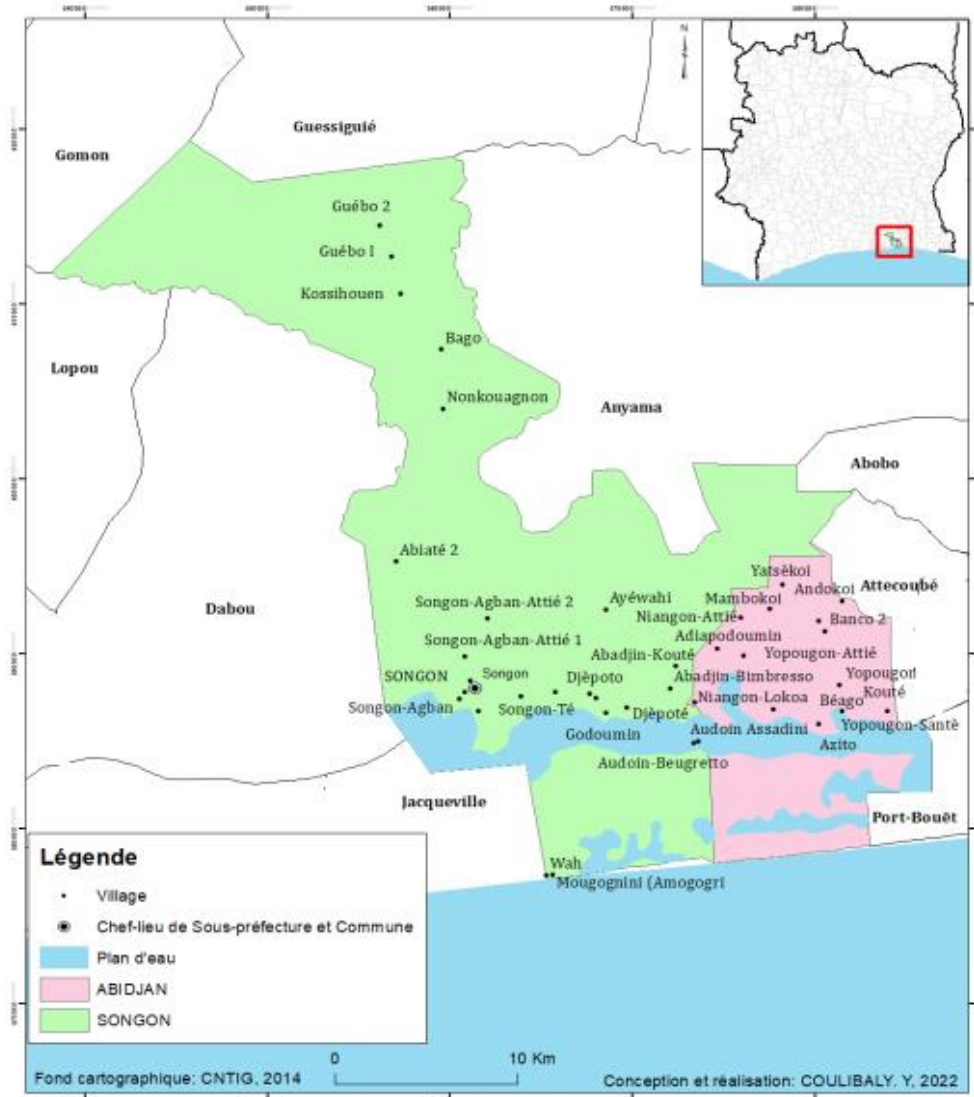 N
Guessiguié
Gomon
Guébo 2
Guébo I
Kossihouen
Bago
Lopou
Nonkouagnon
Anyama
Abobo
Abiaté 2
Yatsèkoi
Dabou
Songon-Agban-Attié 2
Ayéwahi
Mambokoi
Andokoi
Attecoubé
Niangon-Attié
Banco 2
Songon-Agban-Attié 1
Adiapodoumin
Abadjin-Kouté
Yopougon-Attié
SONGON
Songon
Djèpoto
Abadjin-Bimbresso
Yopougon
Songon-Agban
Songon-Té
Djèpoté
Niangon-Lokoa
Béago
Kouté
Godoumin
Audoin Assadini
Yopougon-Santè
Audoin-Beugretto
Azito
Jacqueville
Port-Bouët
Wah
Mougognini (Amogogri
Légende
Village
Chef-lieu de Sous-préfecture et Commune
Plan d'eau
ABIDJAN
SONGON
0 10 Km
Fond cartographique: CNTIG, 2014
Conception et réalisation: COULIBALY. Y, 2022